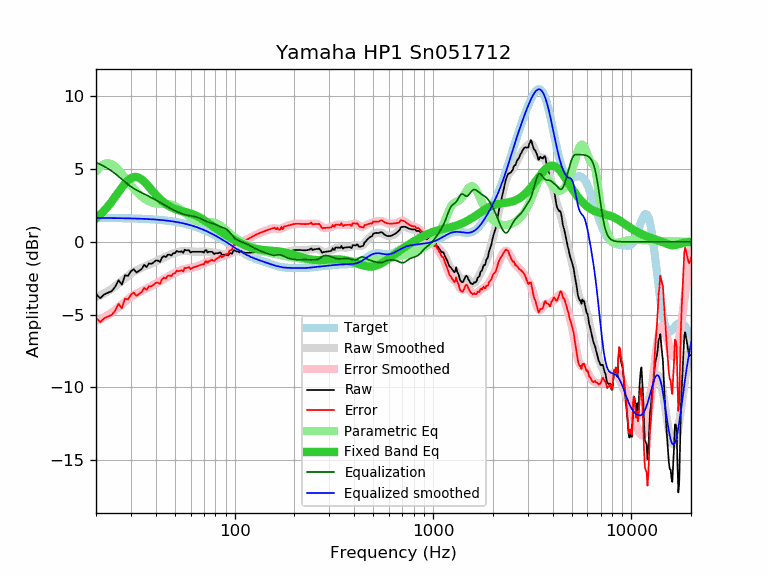 Yamaha HP1 Sn051712
10
5
0
−5
−10
−15
Amplitude (dBr)
Target
Raw Smoothed
Error Smoothed
Raw
Error
Parametric Eq
Fixed Band Eq
Equalization
Equalized smoothed
100
1000
10000
Frequency (Hz)